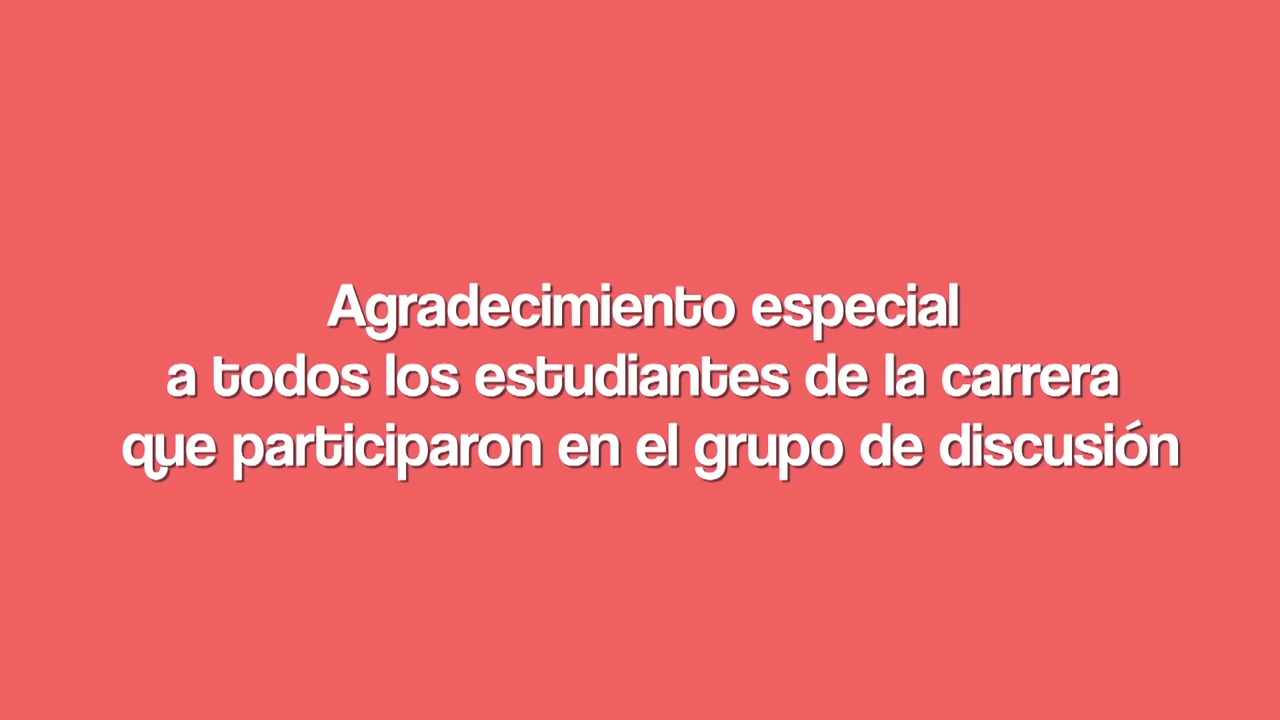 Agradecimiento especial
a todos los estudiantes de la carrera
que participaron en el grupo de discusión